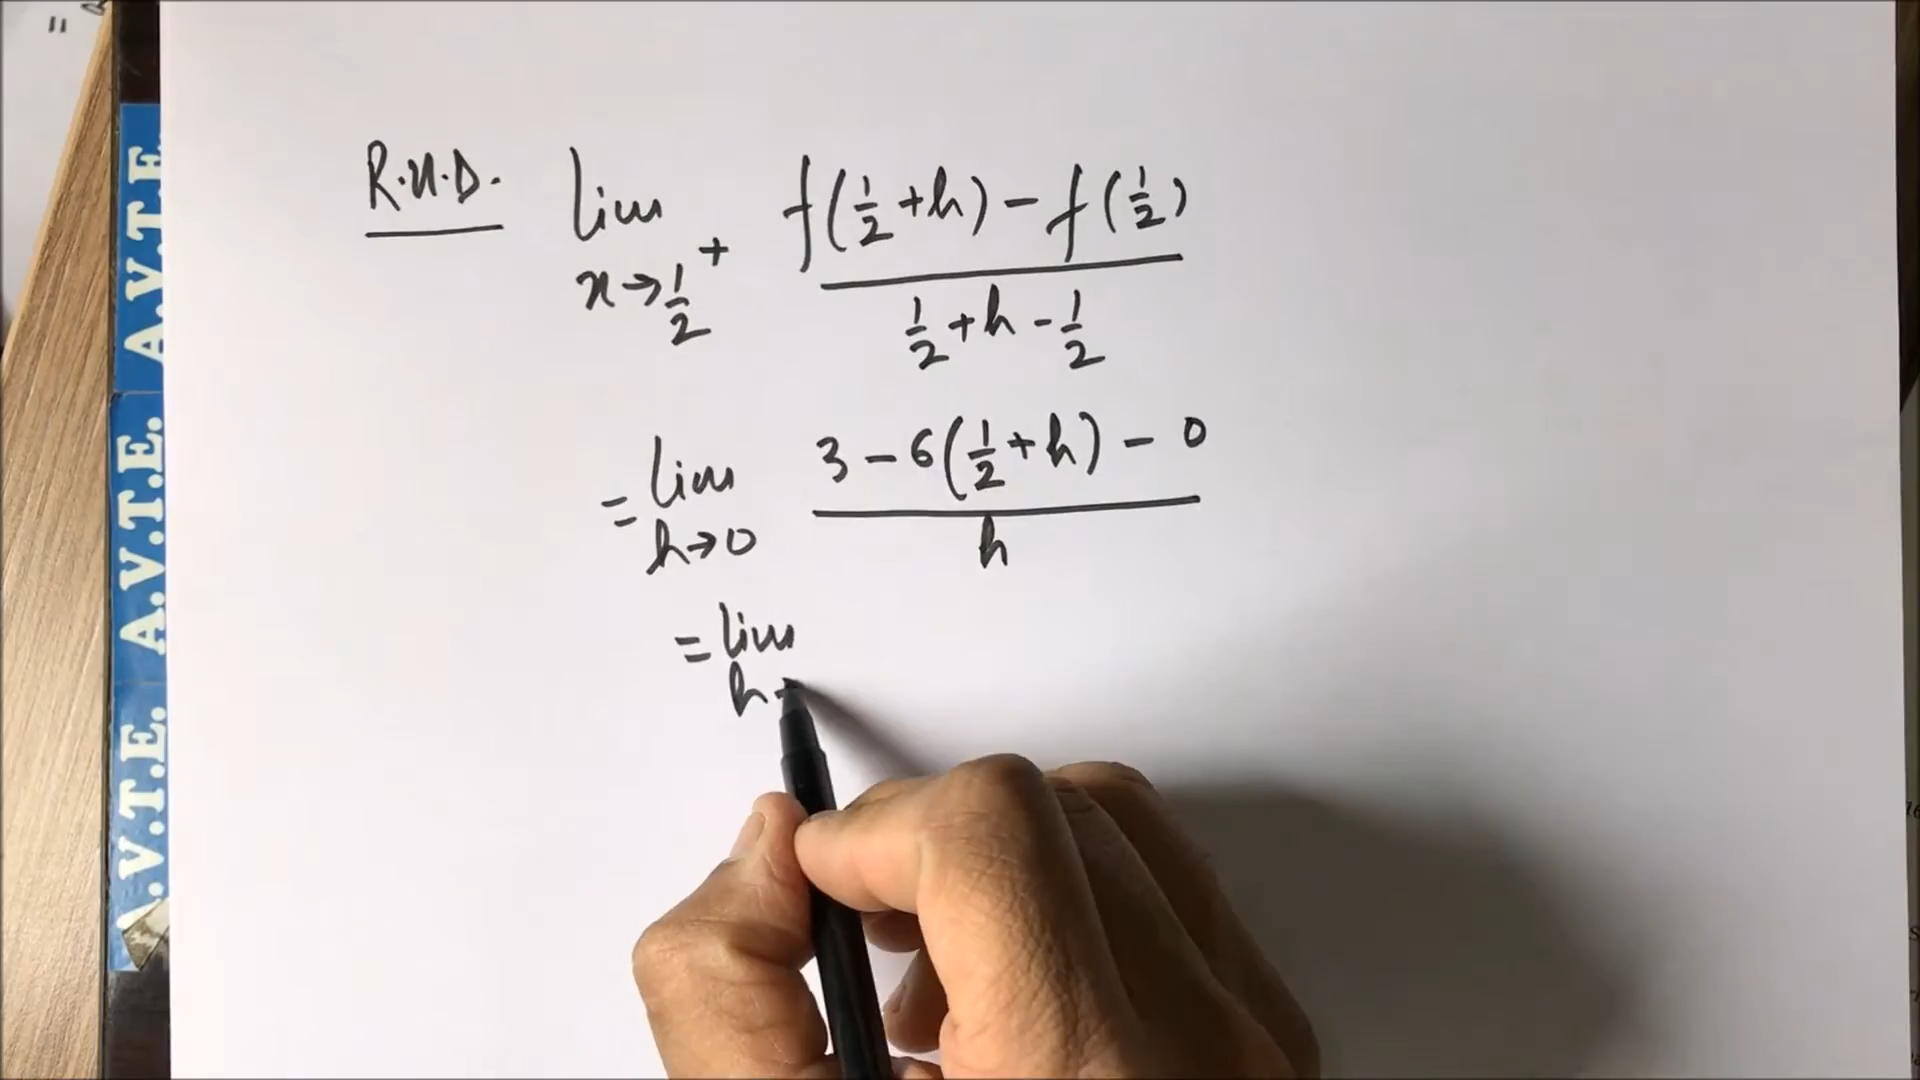 R.H.D. lim x→1/2⁺ f(1/2+h) − f(1/2) / 1/2+h−1/2
= lim h→0 3 − 6(1/2+h) − 0 / h
= lim h
A.V.T.E.
A.V.T.E.
A.V.T.E.